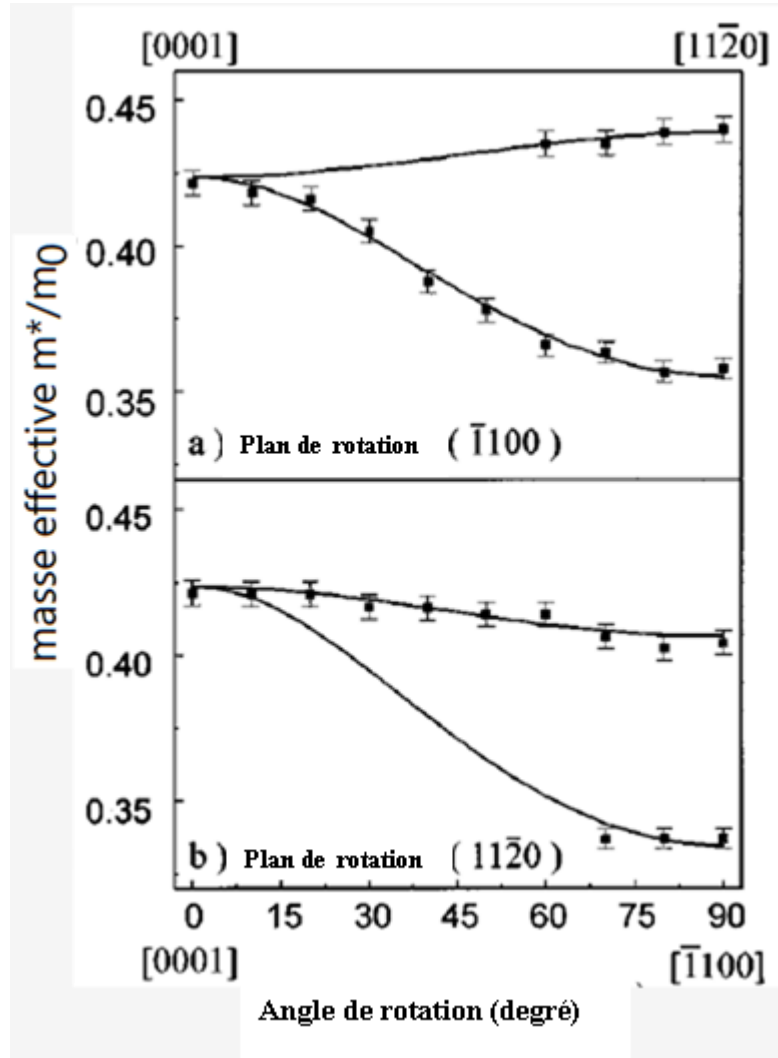 [0001] [112̅0]
0.45
0.40
0.35
a ) Plan de rotation ( 1̅100 )
masse effective m*/m0
0.45
0.40
0.35
b ) Plan de rotation ( 112̅0 )
0 15 30 45 60 75 90
[0001] [1̅100]
Angle de rotation (degré)